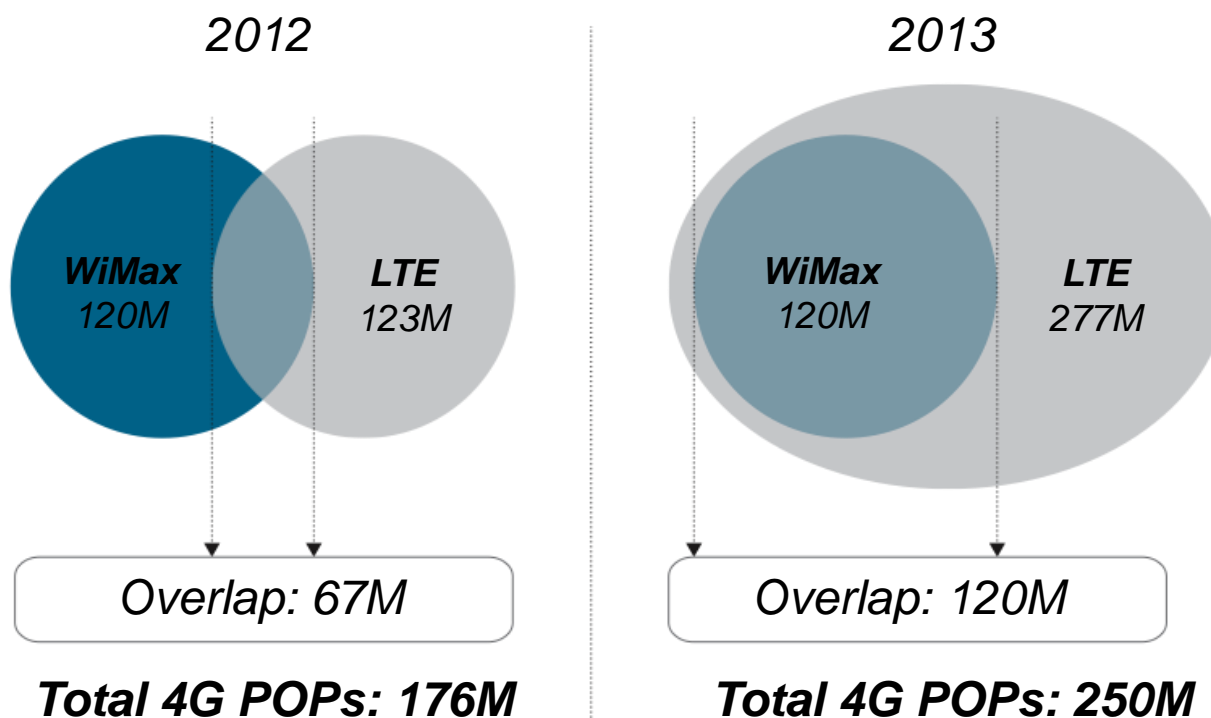 2012
WiMax
120M
LTE
123M
Overlap: 67M
Total 4G POPs: 176M
2013
WiMax
120M
LTE
277M
Overlap: 120M
Total 4G POPs: 250M